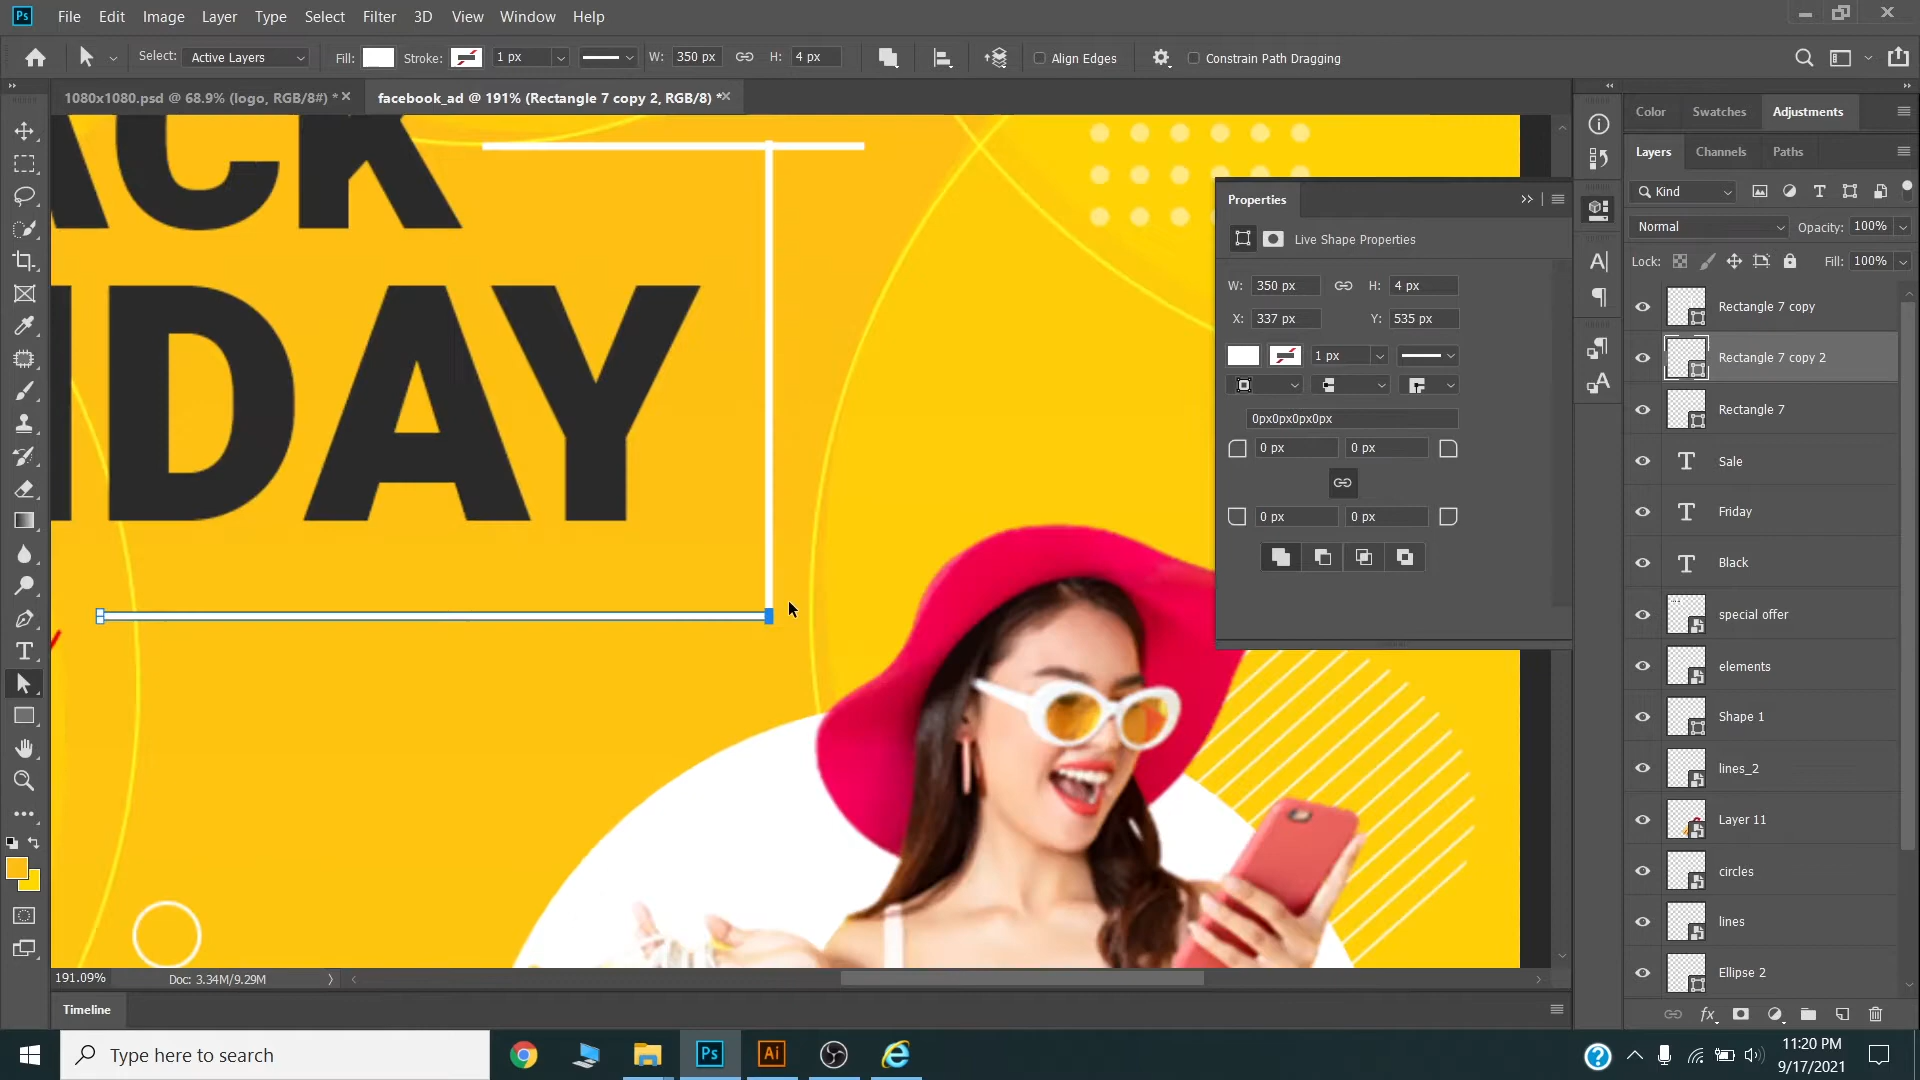 Ps File Edit Image Layer Type Select Filter 3D View Window Help
Select: Active Layers Fill: Stroke: 1 px W: 350 px H: 4 px Align Edges Constrain Path Dragging
1080x1080.psd @ 68.9% (logo, RGB/8#) * facebook_ad @ 191% (Rectangle 7 copy 2, RGB/8) *
Color Swatches Adjustments
Layers Channels Paths
Kind
Normal Opacity: 100%
Lock: Fill: 100%
Rectangle 7 copy
Rectangle 7 copy 2
Rectangle 7
Sale
Friday
Black
special offer
elements
Shape 1
lines_2
Layer 11
circles
lines
Ellipse 2
Properties
Live Shape Properties
W: 350 px H: 4 px
X: 337 px Y: 535 px
1 px
0px0px0px0px
0 px 0 px
0 px 0 px
ACK
DAY
191.09% Doc: 3.34M/9.29M
Timeline
Type here to search
Ps Ai
11:20 PM
9/17/2021